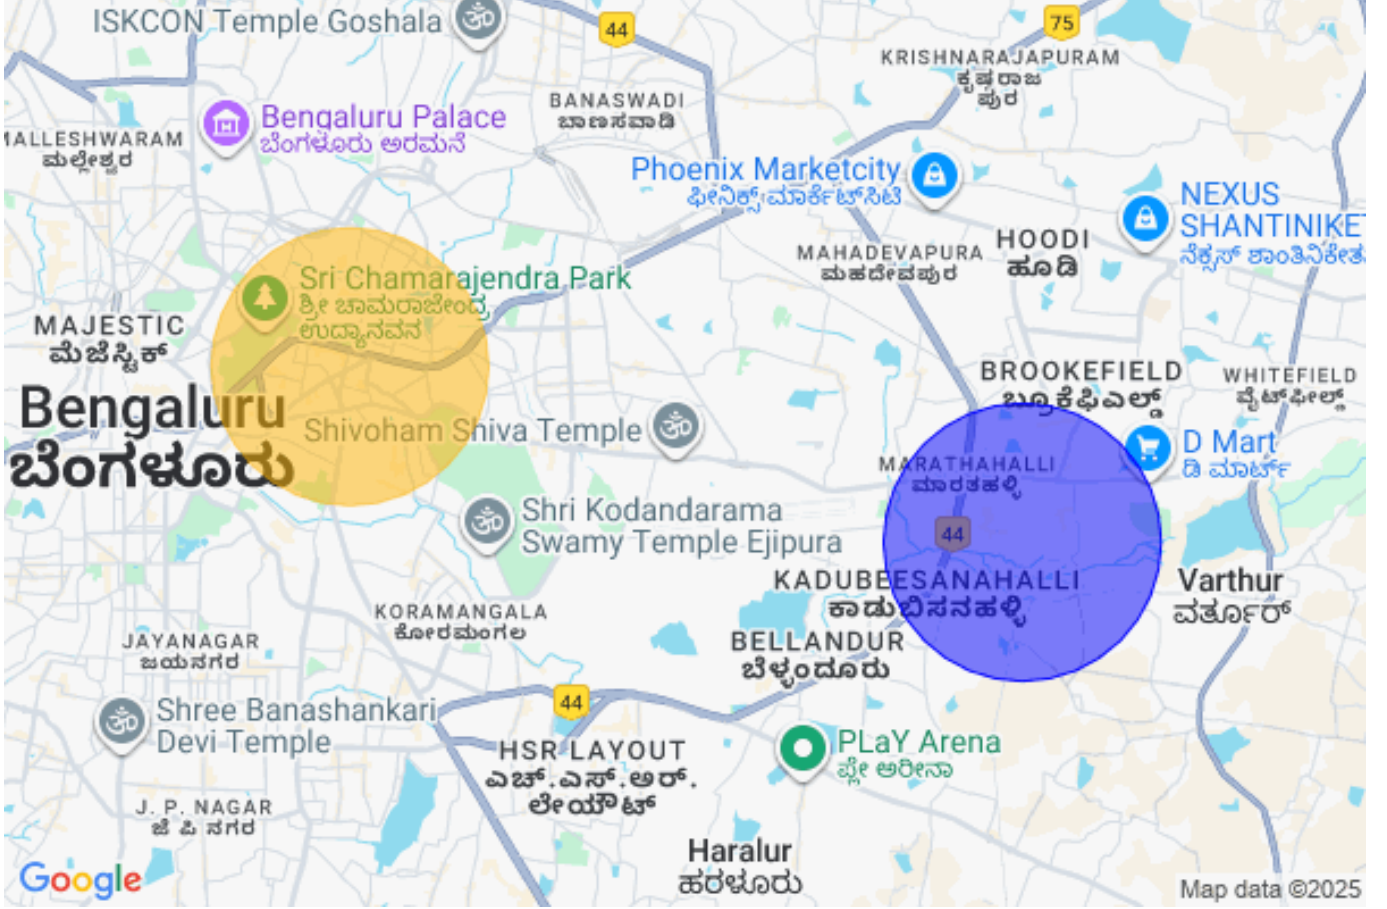 ISKCON Temple Goshala
44
75
KRISHNARAJAPURAM
ಕೃಷ್ಣರಾಜ
ಪುರ
BANASWADI
ಬಾಣಸವಾಡಿ
Bengaluru Palace
ಬೆಂಗಳೂರು ಅರಮನೆ
MALLESHWARAM
ಮಲ್ಲೇಶ್ವರ
Phoenix Marketcity
ಫೀನಿಕ್ಸ್ ಮಾರ್ಕೆಟ್‌ಸಿಟಿ
NEXUS
SHANTINIKET
ನೆಕ್ಸಸ್ ಶಾಂತಿನಿಕೇತ
HOODI
ಹೂಡಿ
MAHADEVAPURA
ಮಹದೇವಪುರ
Sri Chamarajendra Park
ಶ್ರೀ ಚಾಮರಾಜೇಂದ್ರ
ಉದ್ಯಾನವನ
MAJESTIC
ಮೆಜೆಸ್ಟಿಕ್
BROOKEFIELD
ಬ್ರೂಕೆಫಿಎಲ್ಡ್
WHITEFIELD
ವೈಟ್‌ಫೀಲ್ಡ್
Bengaluru
ಬೆಂಗಳೂರು
Shivoham Shiva Temple
D Mart
ಡಿ ಮಾರ್ಟ್
MARATHAHALLI
ಮಾರತಹಳ್ಳಿ
Shri Kodandarama
Swamy Temple Ejipura
44
KADUBEESANAHALLI
ಕಾಡುಬಿಸನಹಳ್ಳಿ
Varthur
ವರ್ತೂರ್
KORAMANGALA
ಕೋರಮಂಗಲ
BELLANDUR
ಬೆಳ್ಳಂದೂರು
JAYANAGAR
ಜಯನಗರ
44
Shree Banashankari
Devi Temple
HSR LAYOUT
ಎಚ್.ಎಸ್.ಆರ್.
ಲೇಯೌಟ್
PLaY Arena
ಪ್ಲೇ ಅರೀನಾ
J. P. NAGAR
ಜೆ ಪಿ ನಗರ
Haralur
ಹರಳೂರು
Google
Map data ©2025